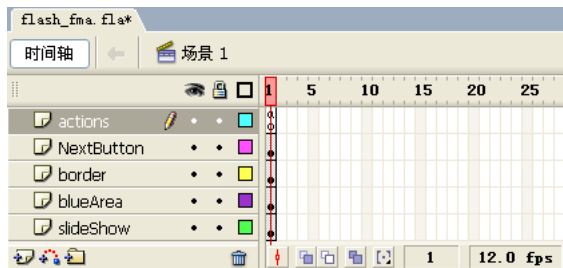 flash_fma.fla*
时间轴 场景 1
1 5 10 15 20 25
actions
NextButton
border
blueArea
slideShow
1 12.0 fps